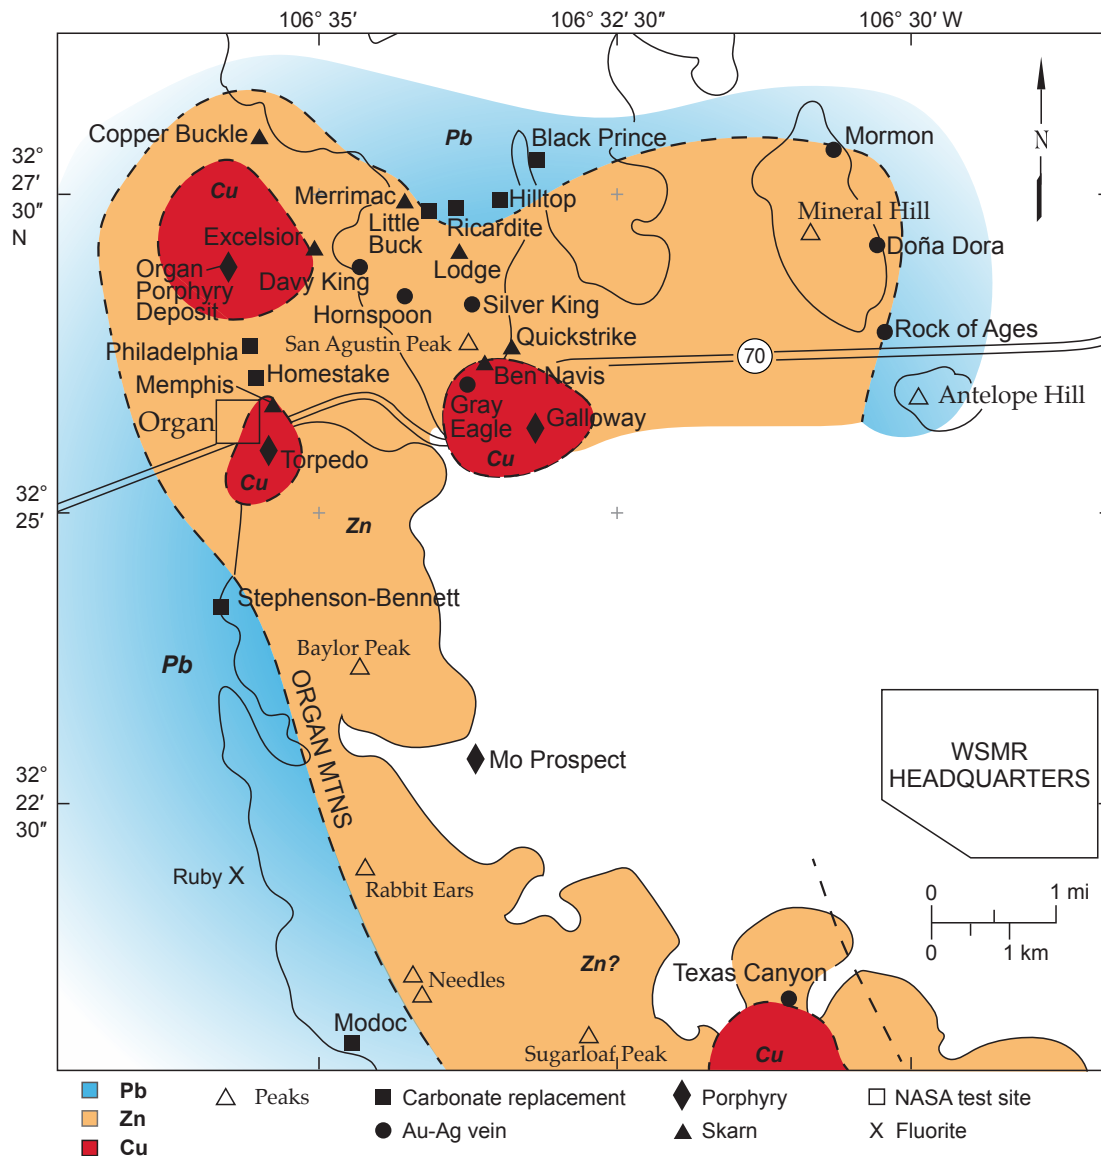 106° 35′
106° 32′ 30″
106° 30′ W
32°
27′
30″
N
N
Copper Buckle
Pb
Black Prince
Mormon
Cu
Merrimac
Hilltop
Little
Buck
Ricardite
Mineral Hill
Excelsior
Lodge
Doña Dora
Organ
Porphyry
Deposit
Davy King
Hornspoon
Silver King
Philadelphia
San Agustin Peak
Quickstrike
Rock of Ages
70
Memphis
Homestake
Ben Navis
Antelope Hill
Organ
Gray
Eagle
Galloway
Torpedo
Cu
Cu
32°
25′
Zn
Stephenson-Bennett
Pb
Baylor Peak
ORGAN MTNS
Mo Prospect
WSMR
HEADQUARTERS
32°
22′
30″
Ruby X
Rabbit Ears
0 1 mi
0 1 km
Needles
Zn?
Texas Canyon
Modoc
Sugarloaf Peak
Cu
Pb
Zn
Cu
Peaks
Carbonate replacement
Au-Ag vein
Porphyry
Skarn
NASA test site
X Fluorite